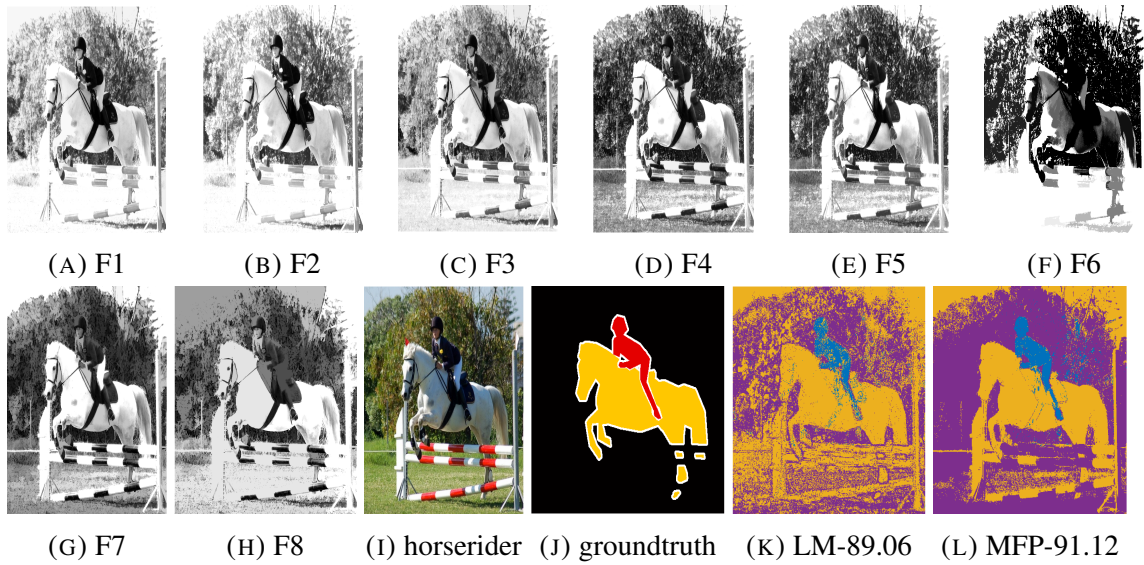 (A) F1 (B) F2 (C) F3 (D) F4 (E) F5 (F) F6
(G) F7 (H) F8 (I) horserider (J) groundtruth (K) LM-89.06 (L) MFP-91.12